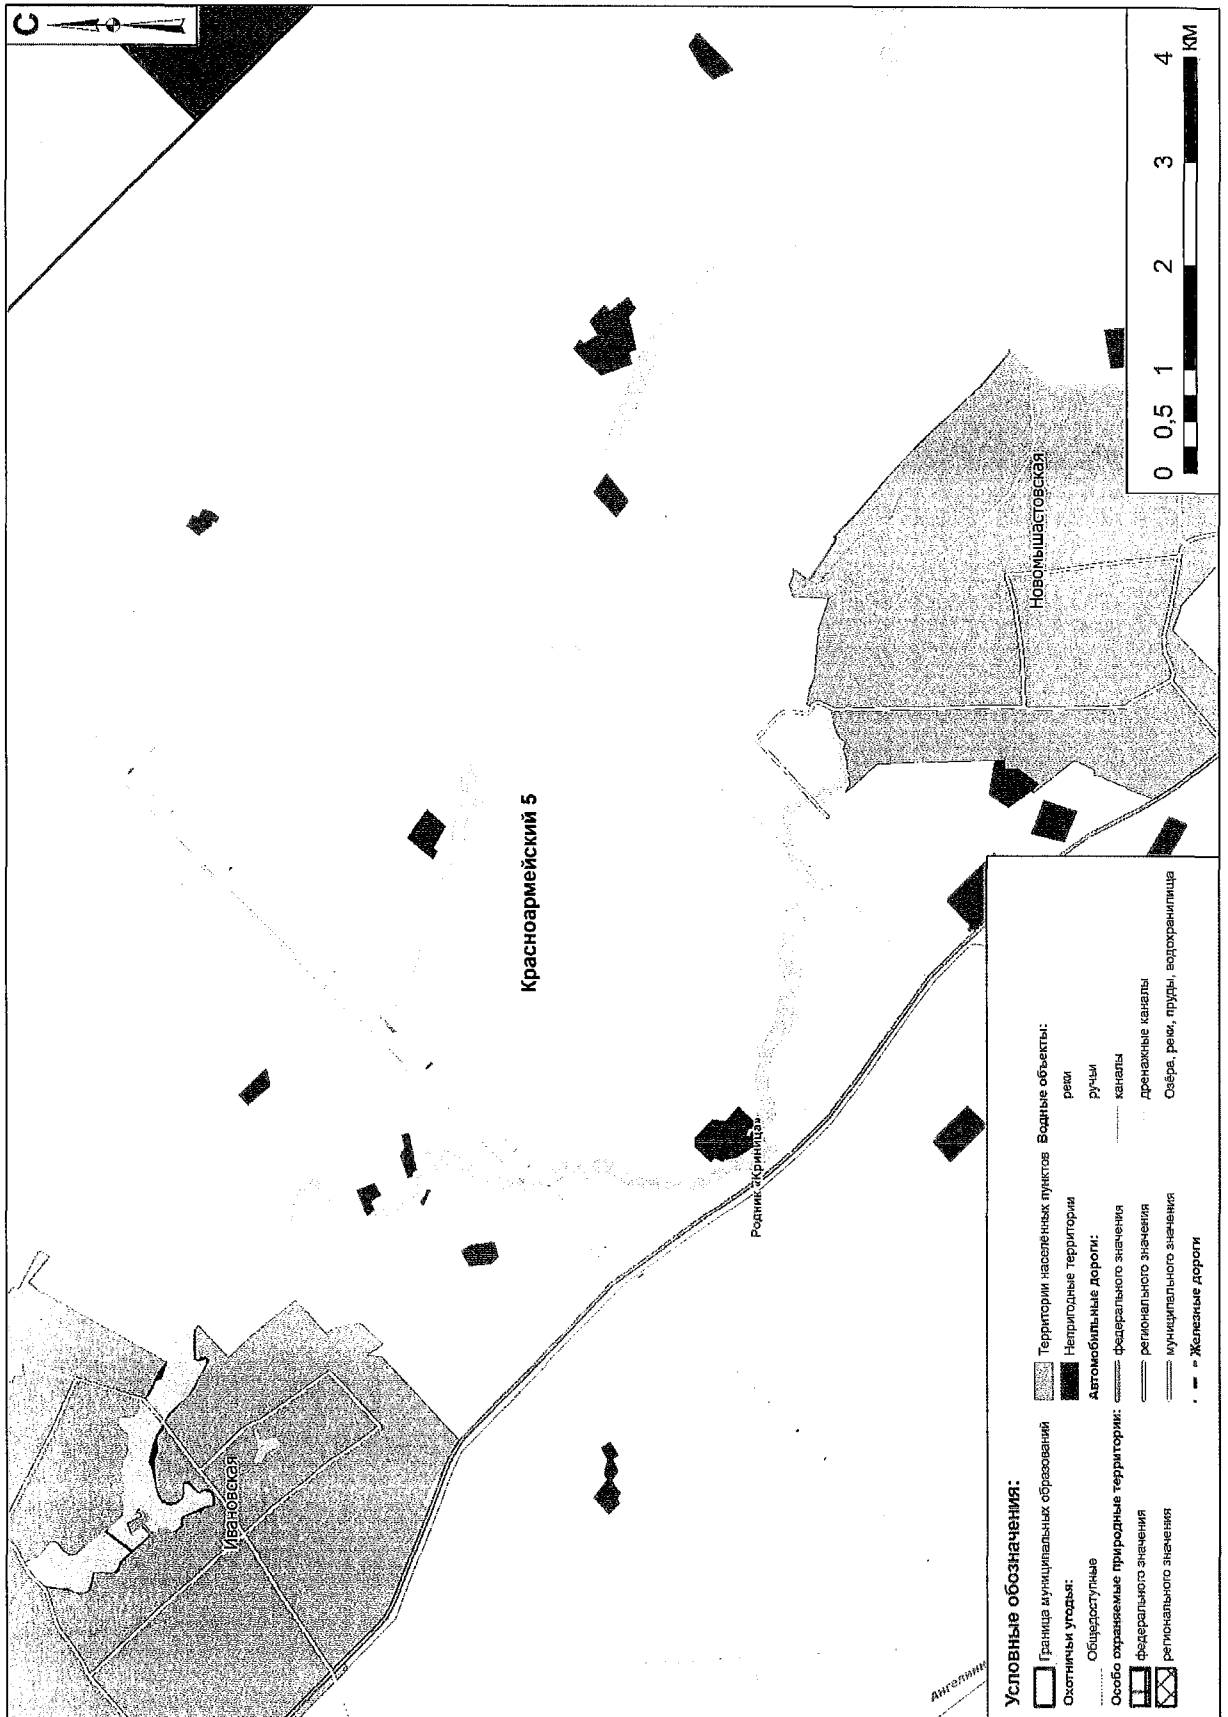 С
Ивановская
Красноармейский 5
Родник «Криница»
Новомышастовская
Условные обозначения:
Граница муниципальных образований
Охотничьи угодья:
Общедоступные
Особо охраняемые природные территории:
федерального значения
регионального значения
Территории населённых пунктов
Непригодные территории
Автомобильные дороги:
федерального значения
регионального значения
муниципального значения
Железные дороги
Водные объекты:
реки
ручьи
каналы
дренажные каналы
Озёра, реки, пруды, водохранилища
0 0,5 1 2 3 4
КМ